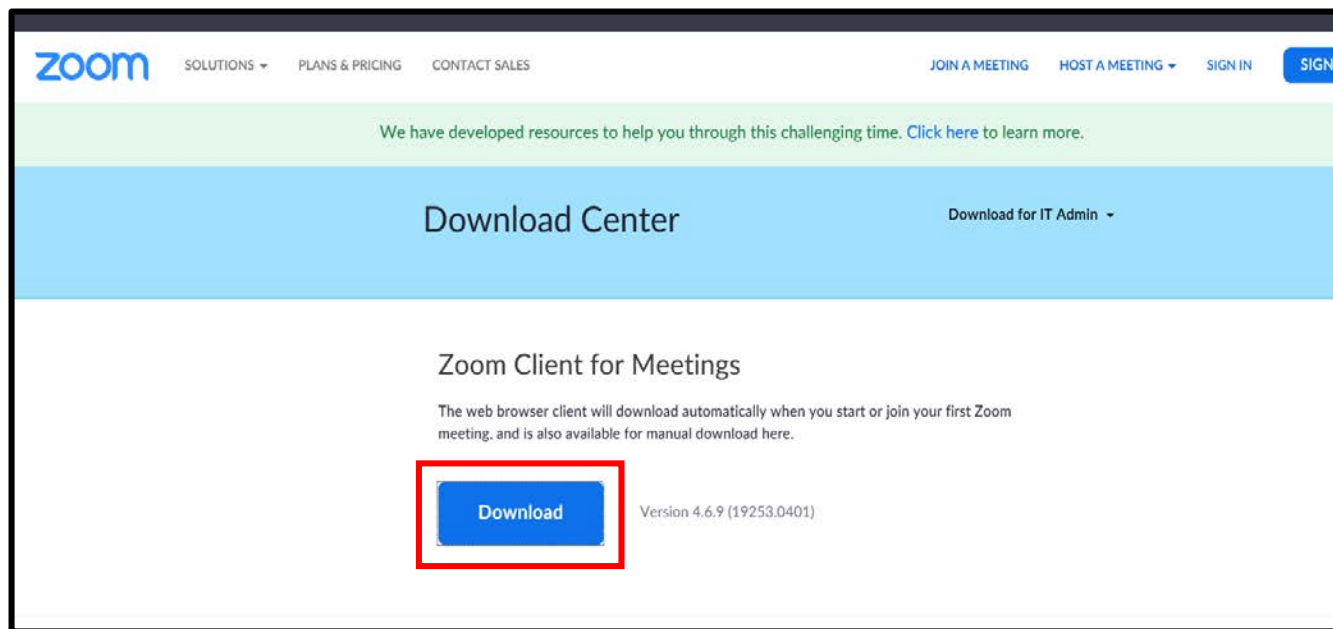 zoom SOLUTIONS PLANS & PRICING CONTACT SALES JOIN A MEETING HOST A MEETING SIGN IN SIGN
We have developed resources to help you through this challenging time. Click here to learn more.
Download Center Download for IT Admin
Zoom Client for Meetings
The web browser client will download automatically when you start or join your first Zoom
meeting, and is also available for manual download here.
Download Version 4.6.9 (19253.0401)